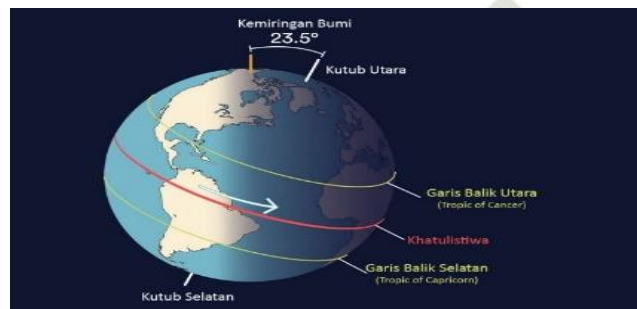 Kemiringan Bumi
23.5°
Kutub Utara
Garis Balik Utara
(Tropic of Cancer)
Khatulistiwa
Garis Balik Selatan
(Tropic of Capricorn)
Kutub Selatan